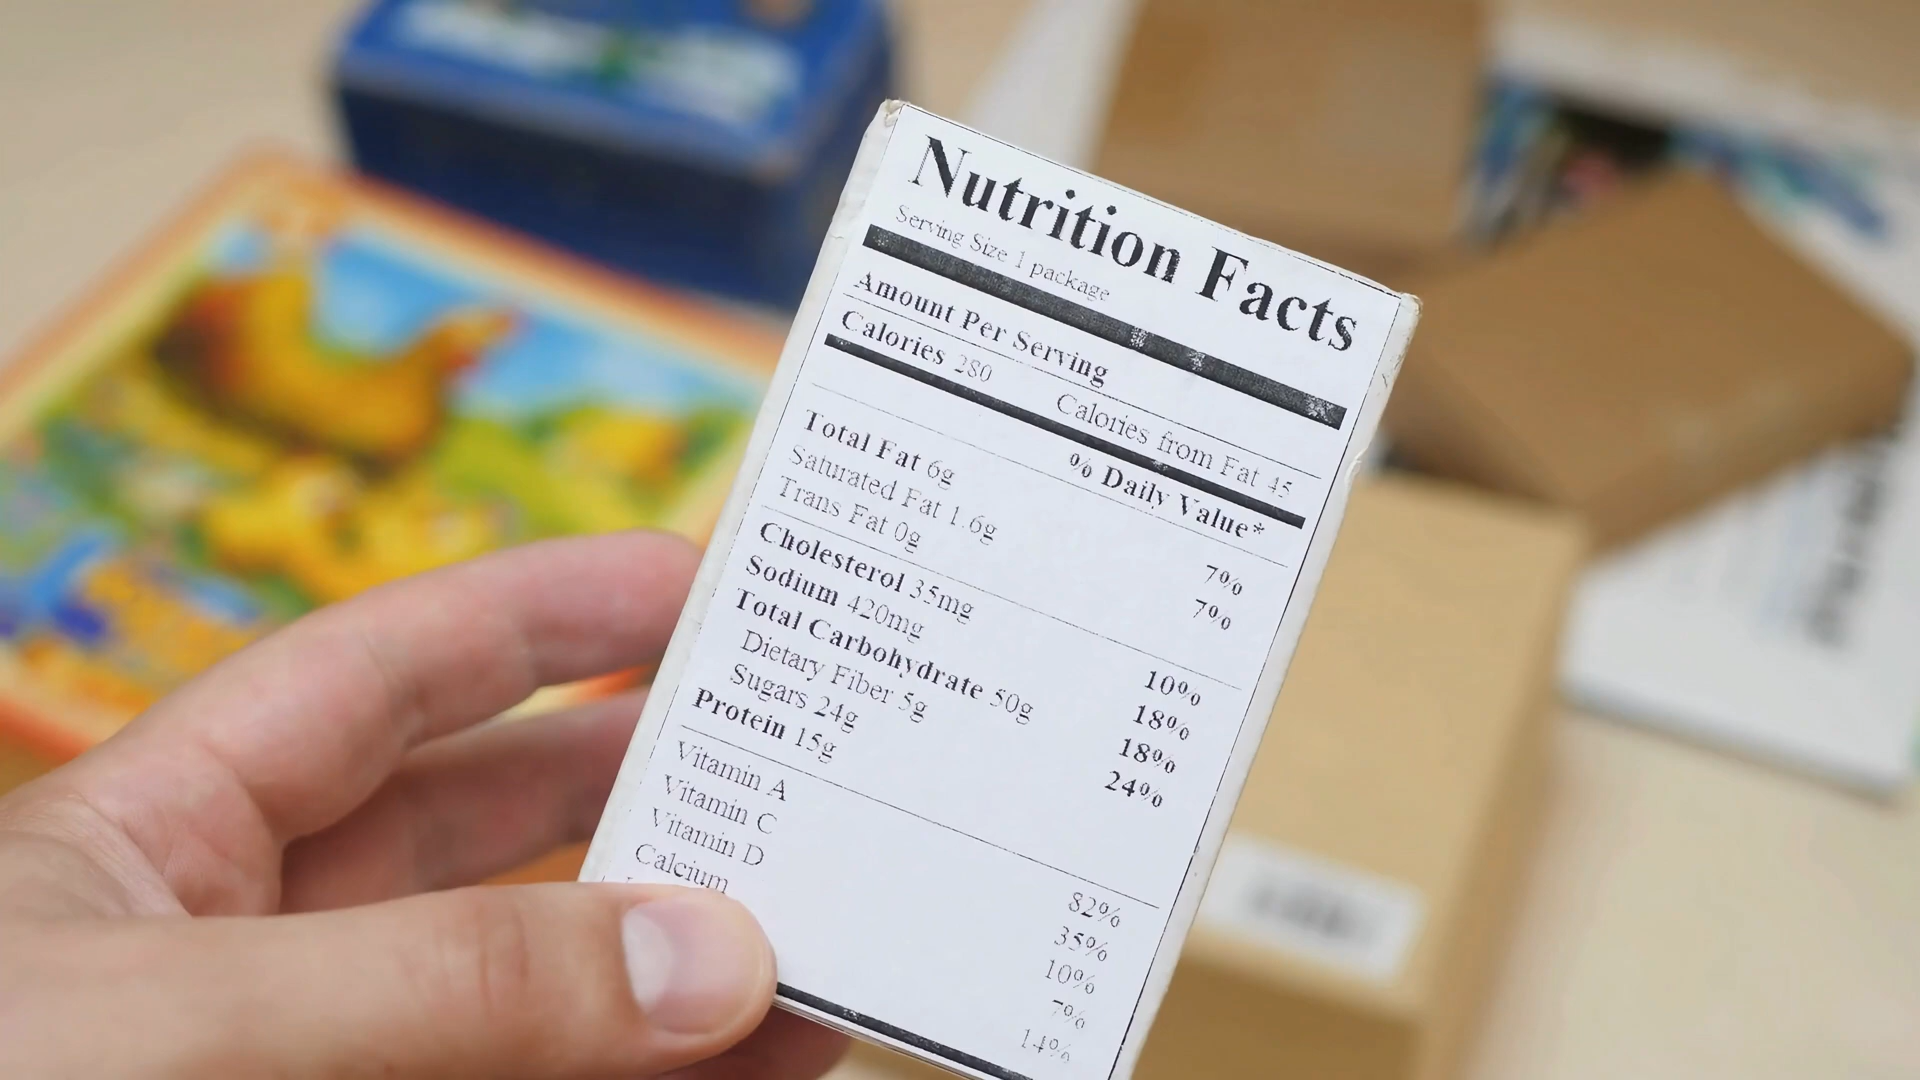 Nutrition Facts
Serving Size 1 package
Amount Per Serving
Calories 280 Calories from Fat 45
% Daily Value*
Total Fat 6g 7%
Saturated Fat 1.6g 7%
Trans Fat 0g
Cholesterol 35mg 10%
Sodium 420mg 18%
Total Carbohydrate 50g 18%
Dietary Fiber 5g 24%
Sugars 24g
Protein 15g
Vitamin A 82%
Vitamin C 35%
Vitamin D 10%
Calcium 7%
14%